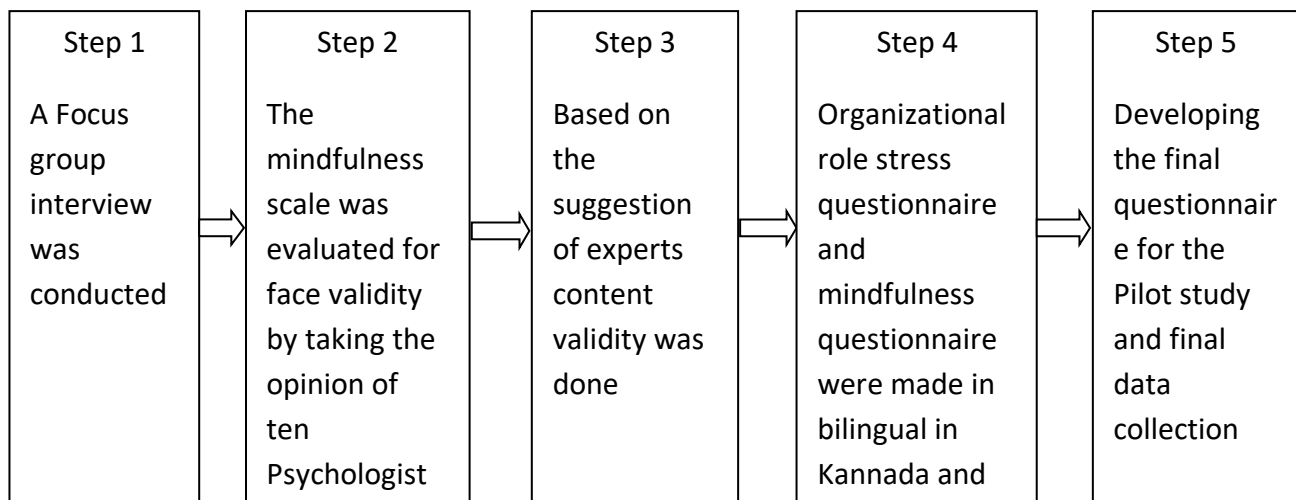 Step 1
A Focus
group
interview
was
conducted
Step 2
The
mindfulness
scale was
evaluated for
face validity
by taking the
opinion of
ten
Psychologist
Step 3
Based on
the
suggestion
of experts
content
validity was
done
Step 4
Organizational
role stress
questionnaire
and
mindfulness
questionnaire
were made in
bilingual in
Kannada and
Step 5
Developing
the final
questionnair
e for the
Pilot study
and final
data
collection